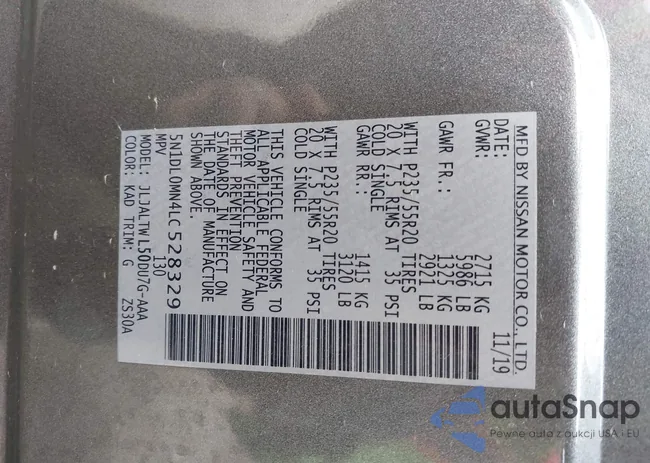 MFD BY NISSAN MOTOR CO., LTD.
DATE: 11/19
GVWR: 2715 KG
5986 LB
GAWR FR.: 1325 KG
2921 LB
WITH P235/55R20 TIRES
20 X 7.5 RIMS AT 35 PSI
COLD SINGLE
GAWR RR.: 1415 KG
3120 LB
WITH P235/55R20 TIRES
20 X 7.5 RIMS AT 35 PSI
COLD SINGLE
THIS VEHICLE CONFORMS TO
ALL APPLICABLE FEDERAL
MOTOR VEHICLE SAFETY AND
THEFT PREVENTION
STANDARDS IN EFFECT ON
THE DATE OF MANUFACTURE
SHOWN ABOVE.
5N1DL0MN4LC528329
MPV 130
MODEL: JLJALTWL50DU7G-AAA
COLOR: KAD TRIM: G ZS30A
autoSnap
Pewne auta z aukcji USA i EU